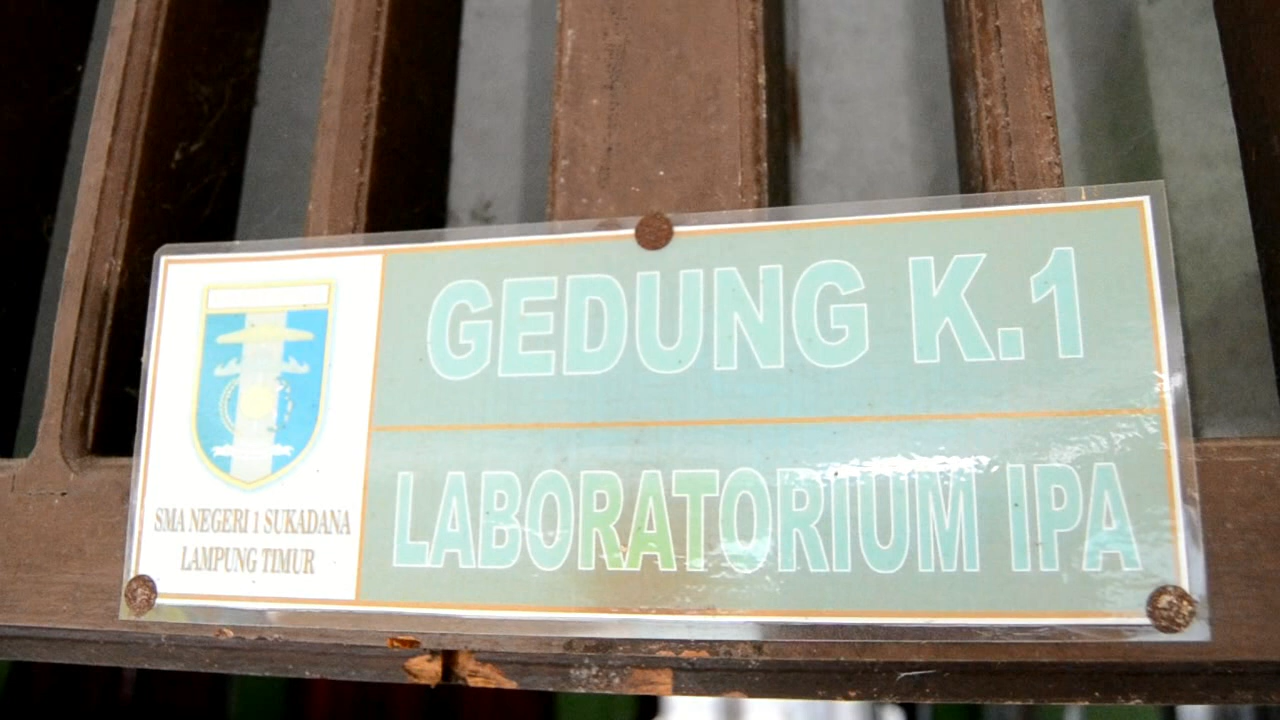 GEDUNG K.1
LABORATORIUM IPA
SMA NEGERI 1 SUKADANA
LAMPUNG TIMUR